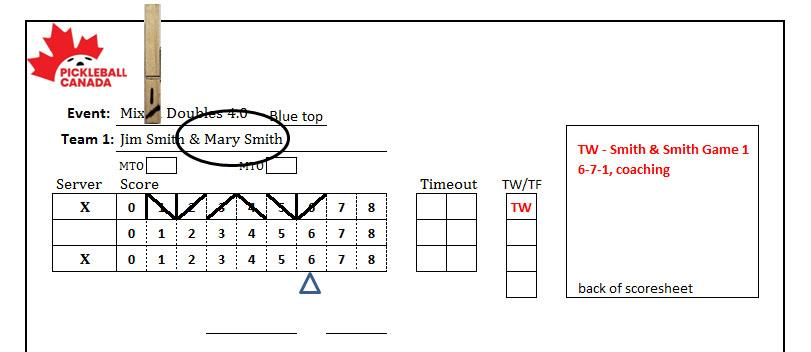 PICKLEBALL
CANADA
Event: Mix Doubles 4.0 Blue top
Team 1: Jim Smith & Mary Smith
MTO MTO
Server Score Timeout TW/TF
X 0 1 2 3 4 5 6 7 8 TW
0 1 2 3 4 5 6 7 8
X 0 1 2 3 4 5 6 7 8
TW - Smith & Smith Game 1
6-7-1, coaching
back of scoresheet